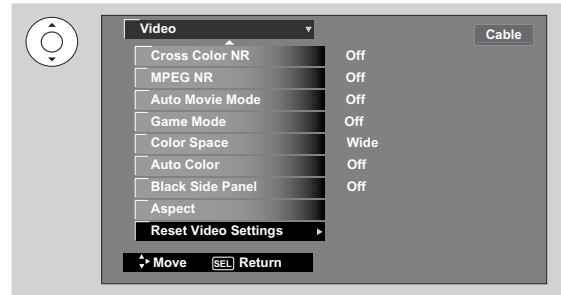 Video
Cable
Cross Color NR Off
MPEG NR Off
Auto Movie Mode Off
Game Mode Off
Color Space Wide
Auto Color Off
Black Side Panel Off
Aspect
Reset Video Settings
Move SEL Return